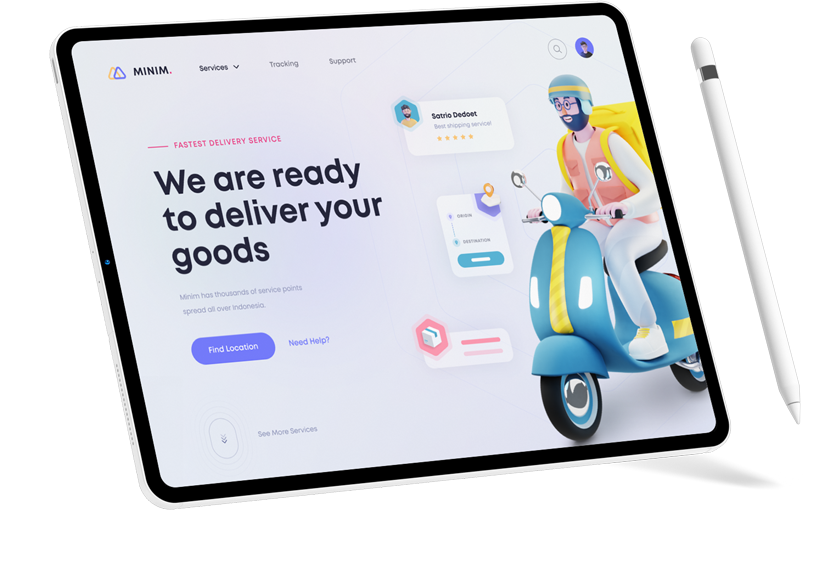 MINIM.
Services
Tracking
Support
FASTEST DELIVERY SERVICE
We are ready
to deliver your
goods
Minim has thousands of service points
spread all over Indonesia.
Find Location
Need Help?
See More Services
Satrio Dedoet
Best shipping service!
ORIGIN
DESTINATION